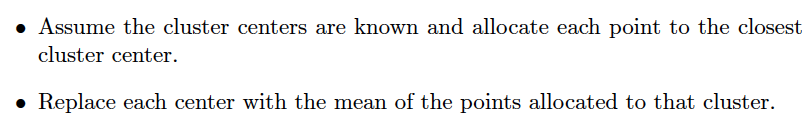 • Assume the cluster centers are known and allocate each point to the closest
cluster center.
• Replace each center with the mean of the points allocated to that cluster.